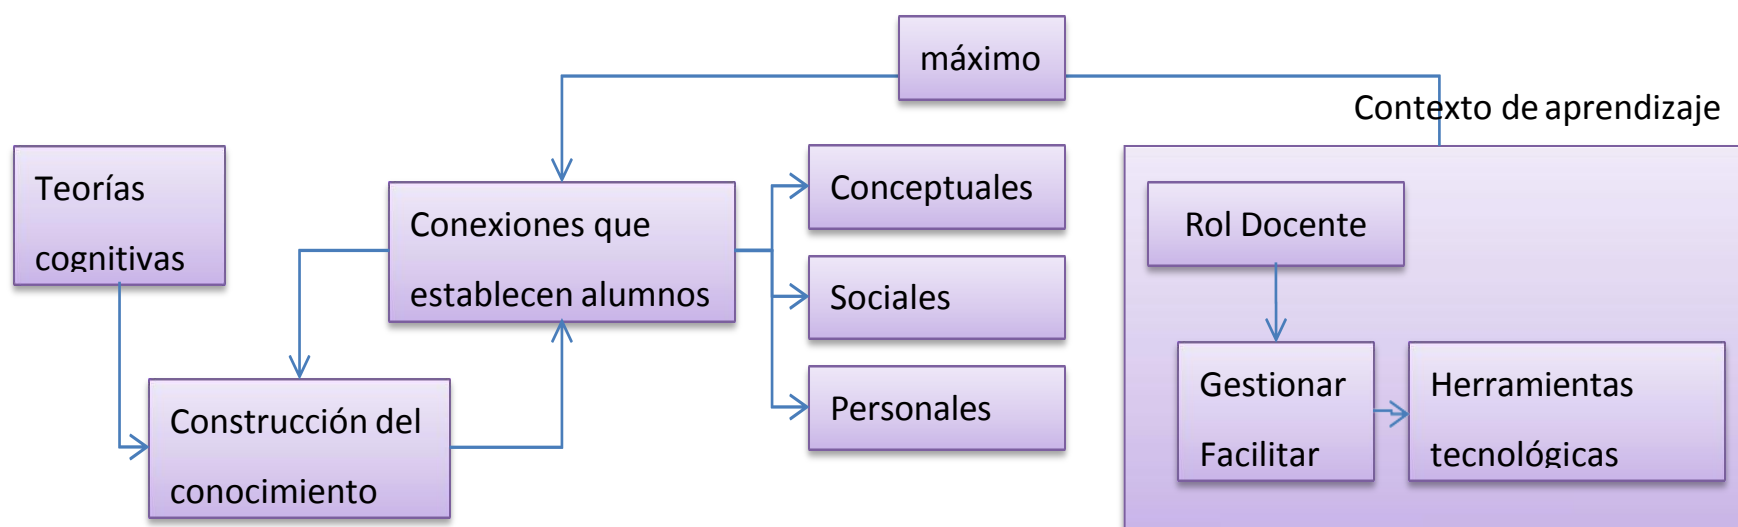 máximo
Contexto de aprendizaje
Teorías
cognitivas
Conexiones que
establecen alumnos
Conceptuales
Sociales
Personales
Construcción del
conocimiento
Rol Docente
Gestionar
Facilitar
Herramientas
tecnológicas